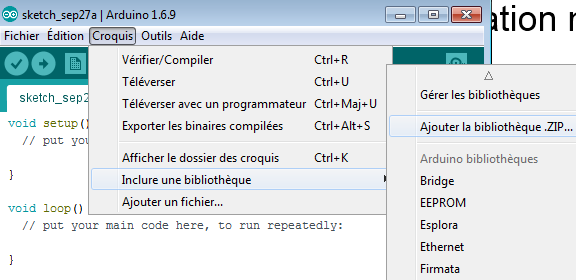 sketch_sep27a | Arduino 1.6.9
ation
Fichier Édition Croquis Outils Aide
Vérifier/Compiler Ctrl+R
Téléverser Ctrl+U
Téléverser avec un programmateur Ctrl+Maj+U
Exporter les binaires compilées Ctrl+Alt+S
Afficher le dossier des croquis Ctrl+K
Inclure une bibliothèque
Ajouter un fichier...
Gérer les bibliothèques
Ajouter la bibliothèque .ZIP...
Arduino bibliothèques
Bridge
EEPROM
Esplora
Ethernet
Firmata
sketch_sep2
void setup()
// put you
}
void loop()
// put your main code here, to run repeatedly:
}